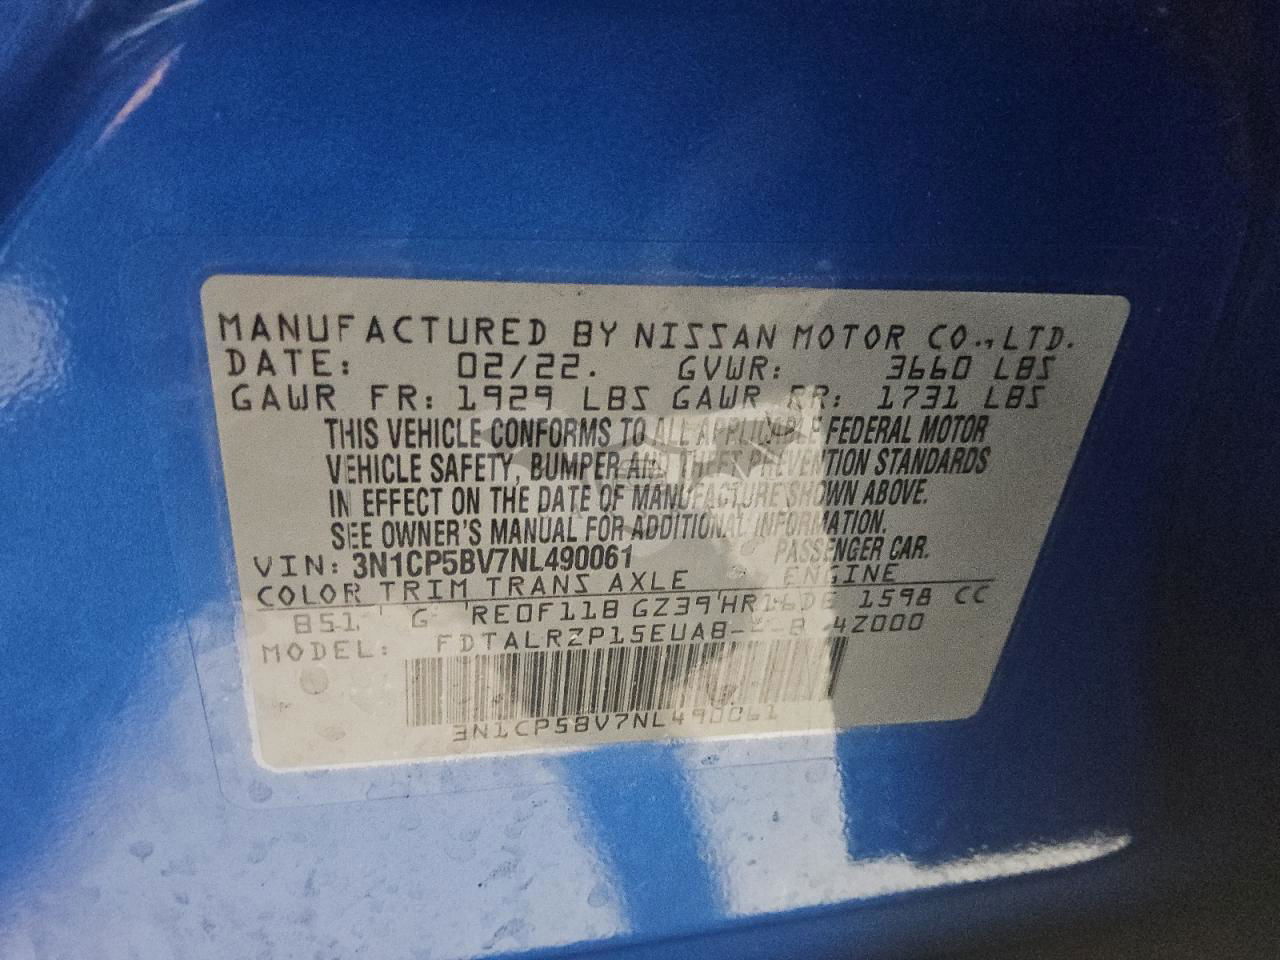 MANUFACTURED BY NISSAN MOTOR CO.,LTD.
DATE: 02/22. GVWR: 3660 LBS
GAWR FR: 1929 LBS GAWR RR: 1731 LBS
THIS VEHICLE CONFORMS TO ALL APPLICABLE FEDERAL MOTOR
VEHICLE SAFETY, BUMPER AND THEFT PREVENTION STANDARDS
IN EFFECT ON THE DATE OF MANUFACTURE SHOWN ABOVE.
SEE OWNER'S MANUAL FOR ADDITIONAL INFORMATION.
VIN: 3N1CP5BV7NL490061 PASSENGER CAR.
COLOR TRIM TRANS AXLE ENGINE
B51 G RE0F11B GZ39 HR16DE 1598 CC
MODEL:
3N1CP5BV7NL490061